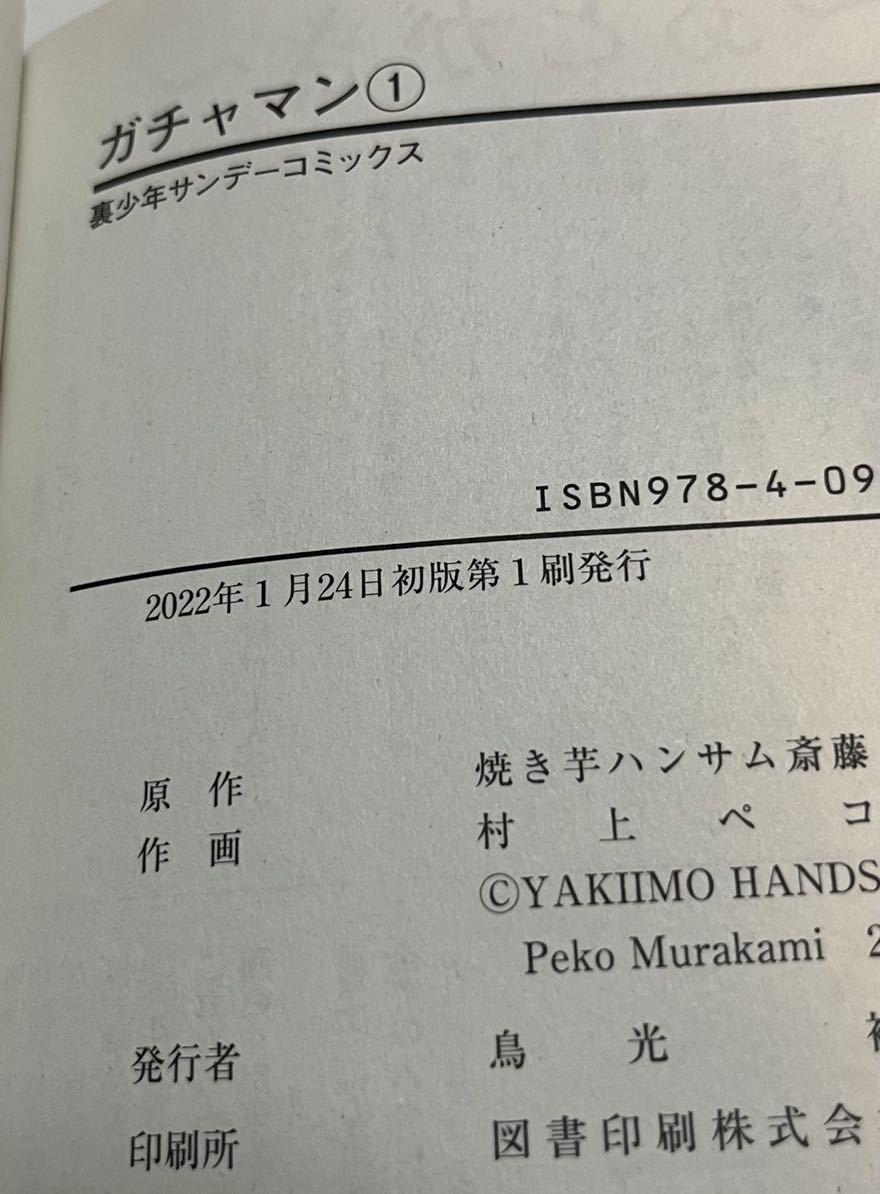 ガチャマン①
裏少年サンデーコミックス
ISBN978-4-09
2022年1月24日初版第1刷発行
原作 焼き芋ハンサム斎藤
作画 村上ペコ
©YAKIIMO HANDS
Peko Murakami 2
発行者 鳥光
印刷所 図書印刷株式会